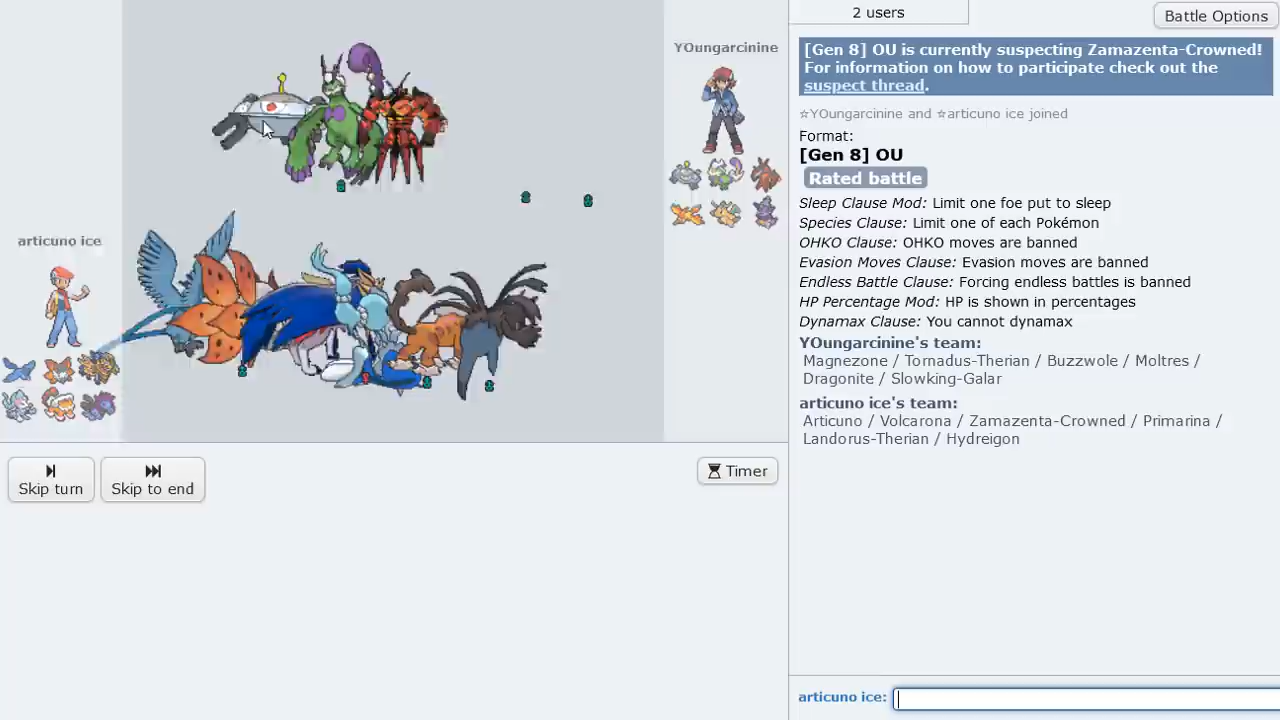 2 users
Battle Options
[Gen 8] OU is currently suspecting Zamazenta-Crowned!
For information on how to participate check out the
suspect thread.
☆YOungarcinine and ☆articuno ice joined
Format:
[Gen 8] OU
Rated battle
Sleep Clause Mod: Limit one foe put to sleep
Species Clause: Limit one of each Pokémon
OHKO Clause: OHKO moves are banned
Evasion Moves Clause: Evasion moves are banned
Endless Battle Clause: Forcing endless battles is banned
HP Percentage Mod: HP is shown in percentages
Dynamax Clause: You cannot dynamax
YOungarcinine's team:
Magnezone / Tornadus-Therian / Buzzwole / Moltres /
Dragonite / Slowking-Galar
articuno ice's team:
Articuno / Volcarona / Zamazenta-Crowned / Primarina /
Landorus-Therian / Hydreigon
YOungarcinine
articuno ice
Skip turn
Skip to end
Timer
articuno ice: